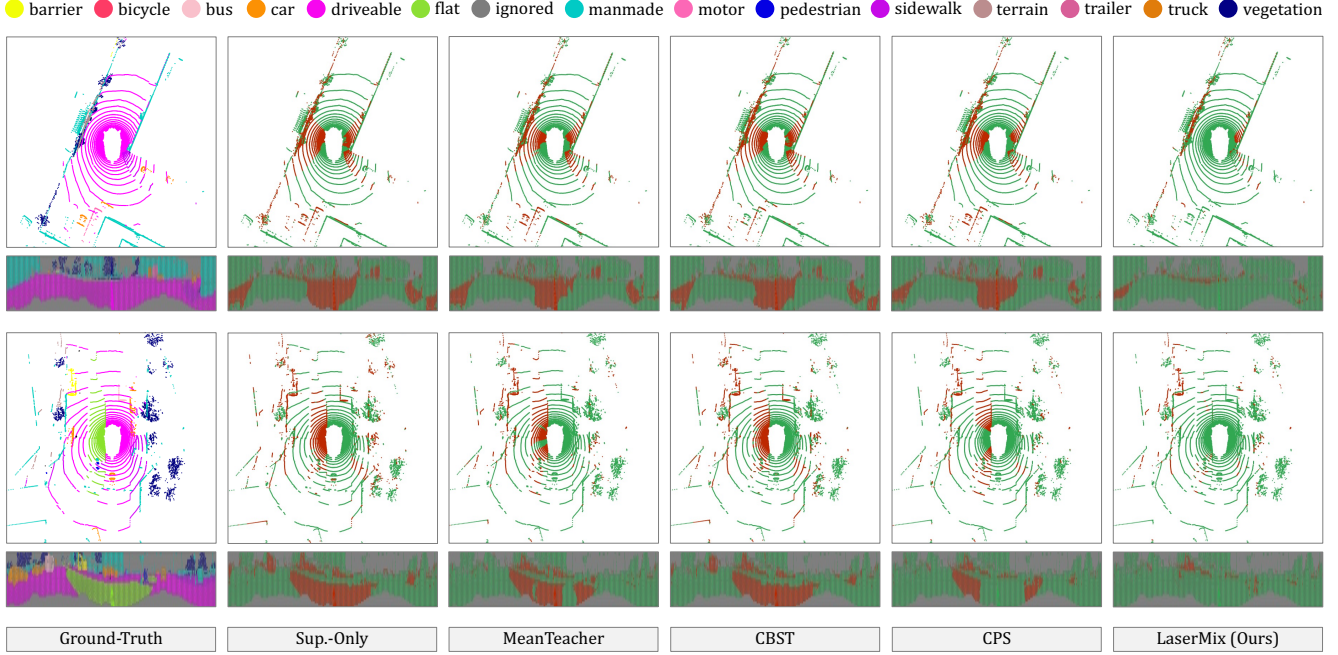 barrier bicycle bus car driveable flat ignored manmade motor pedestrian sidewalk terrain trailer truck vegetation
Ground-Truth Sup.-Only MeanTeacher CBST CPS LaserMix (Ours)